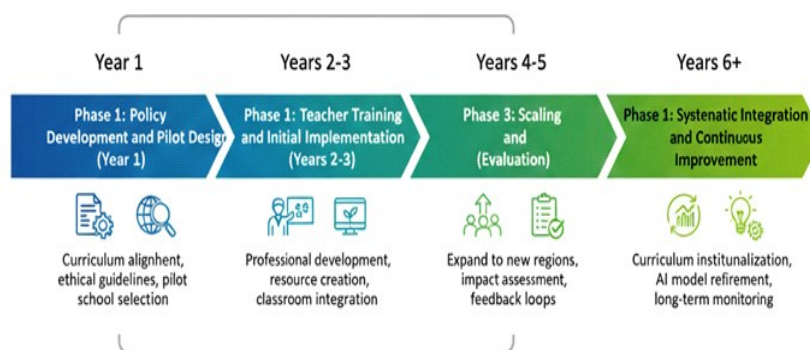 Year 1
Years 2-3
Years 4-5
Years 6+
Phase 1: Policy
Development and Pilot Design
(Year 1)
Phase 1: Teacher Training
and Initial Implementation
(Years 2-3)
Phase 3: Scaling
and
(Evaluation)
Phase 1: Systematic Integration
and Continuous
Improvement
Curriculum alighent,
ethical guidelines, pilot
school selection
Professional development,
resource creation,
classroom integration
Expand to new regions,
impact assessment,
feedback loops
Curriculum institunalization,
AI model refirement,
long-term monitoring